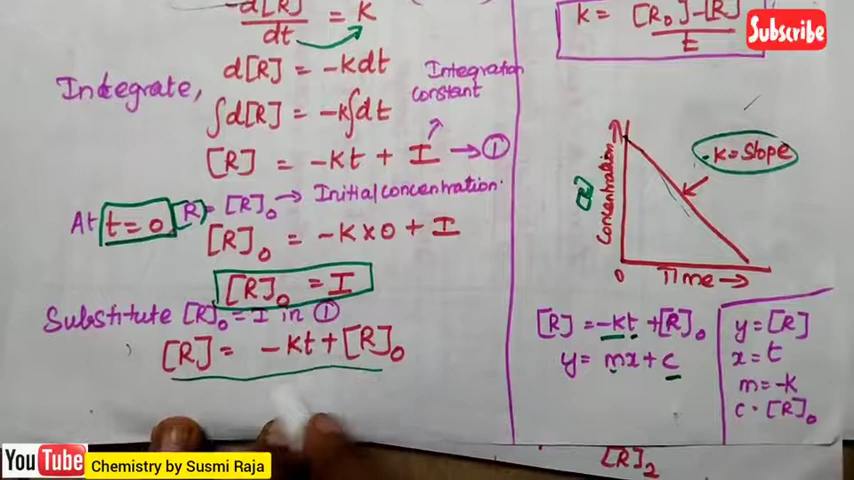 -d[R]/dt = K
Integrate, d[R] = -Kdt
∫d[R] = -K∫dt
Integration
constant
[R] = -Kt + I → ①
At t=0 [R] = [R]₀ → Initial concentration.
[R]₀ = -K×0 + I
[R]₀ = I
Substitute [R]₀ = I in ①
[R] = -Kt + [R]₀
K = [R₀]-[R]/t
Subscribe
-K = Slope
[R]
Concentration
0 Time →
[R] = -Kt + [R]₀
y = mx + c
y = [R]
x = t
m = -K
c = [R]₀
[R]₂
YouTube
Chemistry by Susmi Raja